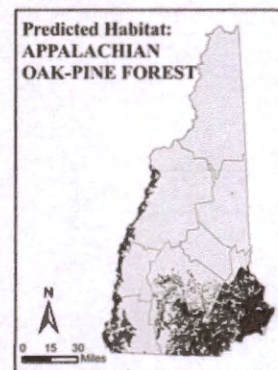 Predicted Habitat:
APPALACHIAN
OAK-PINE FOREST
N
0 15 30
Miles